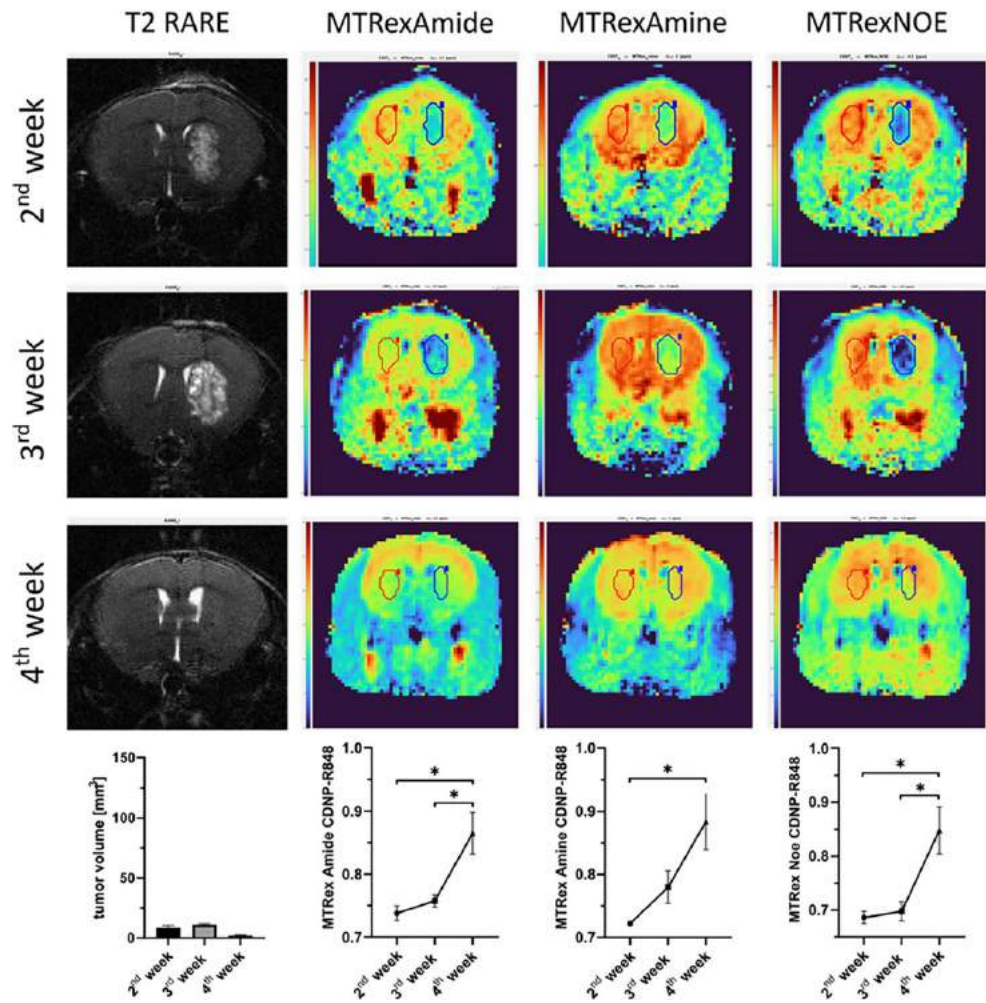 T2 RARE
MTRexAmide
MTRexAmine
MTRexNOE
2nd week
3rd week
4th week
tumor volume [mm3]
150
100
50
0
2nd week
3rd week
4th week
MTRex Amide CDNP-R848
1.0
0.9
0.8
0.7
*
*
2nd week
3rd week
4th week
MTRex Amine CDNP-R848
1.0
0.9
0.8
0.7
*
2nd week
3rd week
4th week
MTRex Noe CDNP-R848
1.0
0.9
0.8
0.7
*
*
2nd week
3rd week
4th week